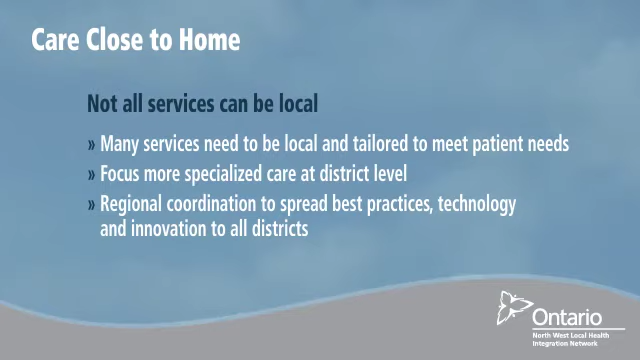 Care Close to Home
Not all services can be local
» Many services need to be local and tailored to meet patient needs
» Focus more specialized care at district level
» Regional coordination to spread best practices, technology
and innovation to all districts
Ontario
North West Local Health
Integration Network